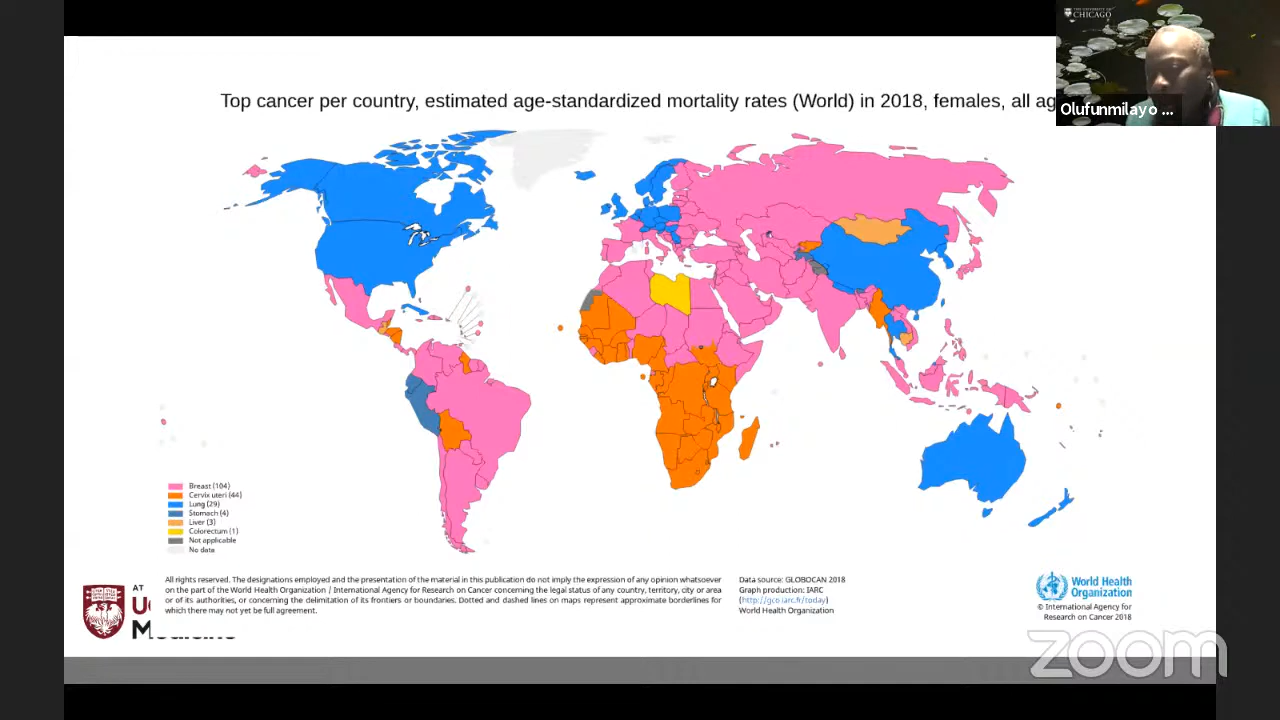 THE UNIVERSITY OF
CHICAGO
Olufunmilayo ...
Top cancer per country, estimated age-standardized mortality rates (World) in 2018, females, all ag
Breast (104)
Cervix uteri (44)
Lung (29)
Stomach (4)
Liver (3)
Colorectum (1)
Not applicable
No data
AT
U
Medicine
All rights reserved. The designations employed and the presentation of the material in this publication do not imply the expression of any opinion whatsoever
on the part of the World Health Organization / International Agency for Research on Cancer concerning the legal status of any country, territory, city or area
or of its authorities, or concerning the delimitation of its frontiers or boundaries. Dotted and dashed lines on maps represent approximate borderlines for
which there may not yet be full agreement.
Data source: GLOBOCAN 2018
Graph production: IARC
(http://gco.iarc.fr/today)
World Health Organization
World Health
Organization
© International Agency for
Research on Cancer 2018
zoom